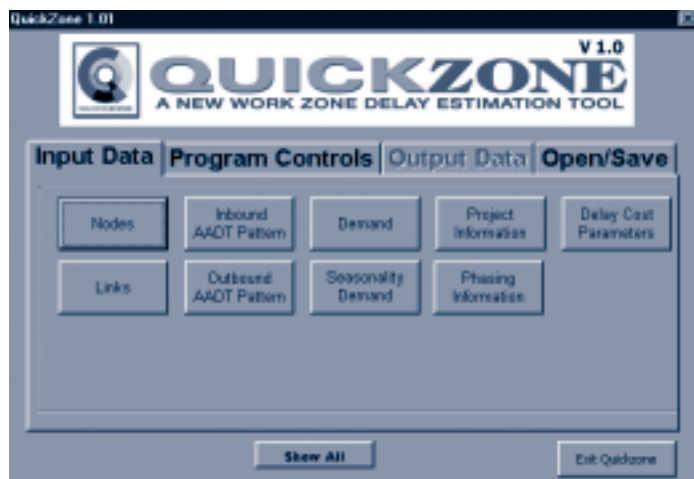 QuickZone 1.01
V 1.0
QUICKZONE
A NEW WORK ZONE DELAY ESTIMATION TOOL
Input Data Program Controls Output Data Open/Save
Nodes Inbound AADT Pattern Demand Project Information Delay Cost Parameters
Links Outbound AADT Pattern Seasonality Demand Phasing Information
Show All Exit Quickzone